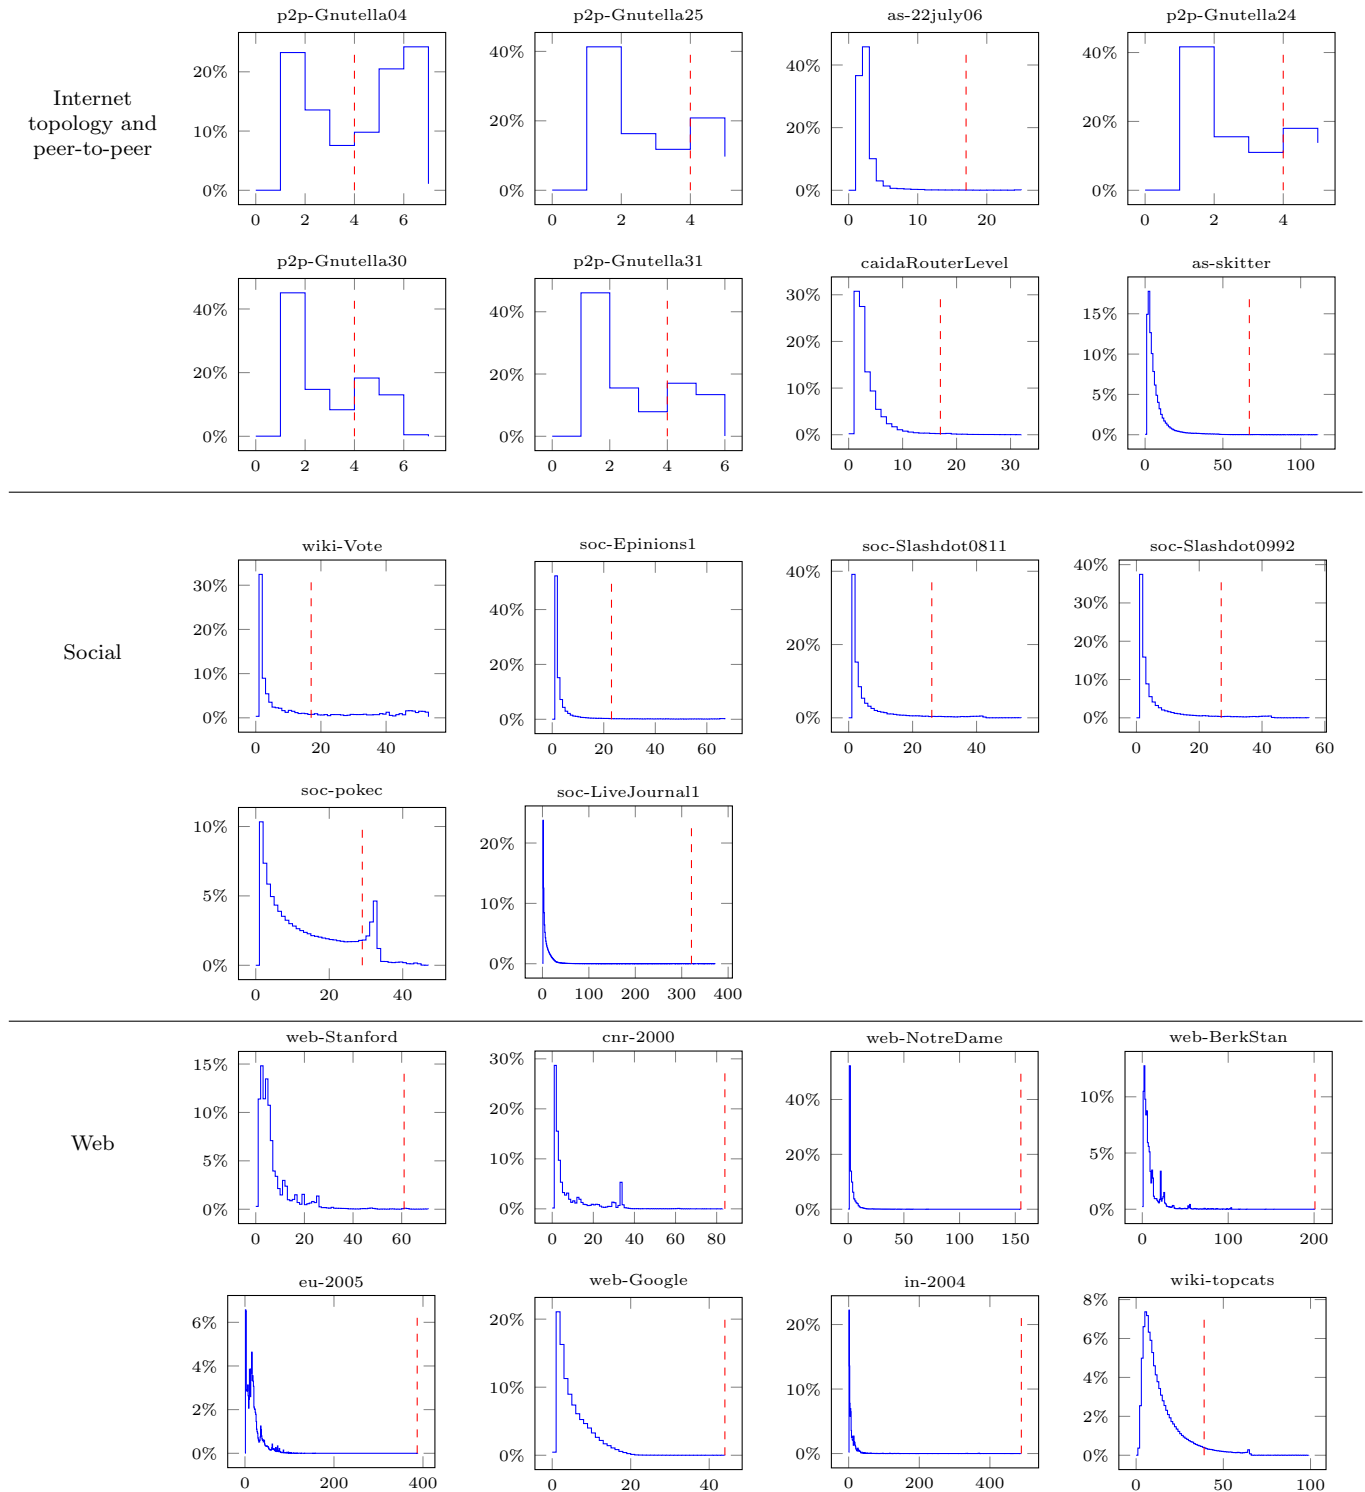 p2p-Gnutella04
p2p-Gnutella25
as-22july06
p2p-Gnutella24
Internet
topology and
peer-to-peer
20%
10%
0%
0 2 4 6
40%
20%
0%
0 2 4
40%
20%
0%
0 20
40%
20%
0%
0 2 4
p2p-Gnutella30
p2p-Gnutella31
caidaRouterLevel
as-skitter
40%
20%
0%
0 2 4 6
40%
20%
0%
0 2 4 6
30%
20%
10%
0%
0 10 20 30
15%
10%
5%
0%
0 50 100
Social
wiki-Vote
soc-Epinions1
soc-Slashdot0811
soc-Slashdot0992
30%
20%
10%
0%
0 20 40
40%
20%
0%
0 20 40 60
40%
20%
0%
0 20 40
40%
30%
20%
10%
0%
0 20 40 60
soc-pokec
soc-LiveJournal1
10%
5%
0%
0 20 40
20%
10%
0%
0 100 200 300 400
Web
web-Stanford
cnr-2000
web-NotreDame
web-BerkStan
15%
10%
5%
0%
0 20 40 60
30%
20%
10%
0%
0 20 40 60 80
40%
20%
0%
0 50 100 150
10%
5%
0%
0 100 200
eu-2005
web-Google
in-2004
wiki-topcats
6%
4%
2%
0%
0 200 400
20%
10%
0%
0 20 40
20%
10%
0%
0 200 400
8%
6%
4%
2%
0%
0 50 100